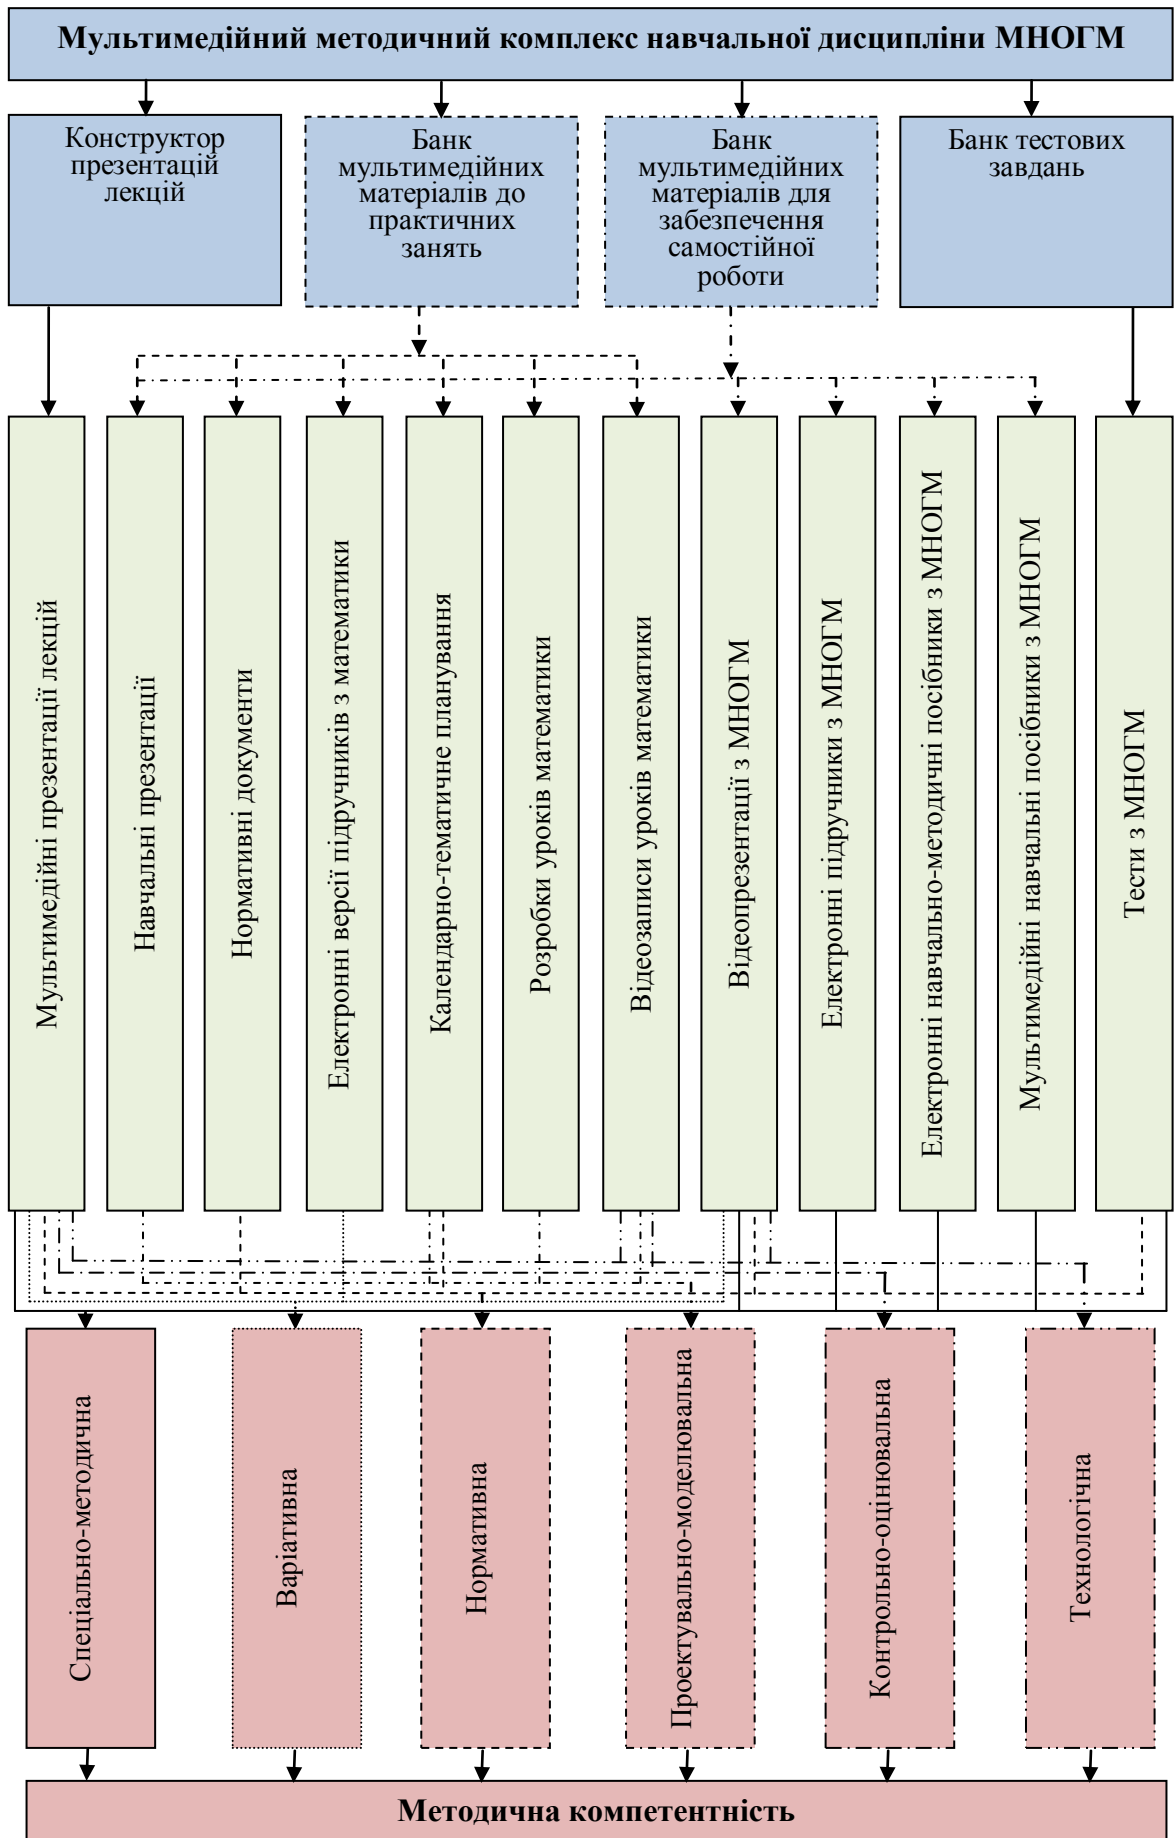 Мультимедійний методичний комплекс навчальної дисципліни МНОГМ
Конструктор
презентацій
лекцій
Банк
мультимедійних
матеріалів до
практичних
занять
Банк
мультимедійних
матеріалів для
забезпечення
самостійної
роботи
Банк тестових
завдань
Мультимедійні презентації лекцій
Навчальні презентації
Нормативні документи
Електронні версії підручників з математики
Календарно-тематичне планування
Розробки уроків математики
Відеозаписи уроків математики
Відеопрезентації з МНОГМ
Електронні підручники з МНОГМ
Електронні навчально-методичні посібники з МНОГМ
Мультимедійні навчальні посібники з МНОГМ
Тести з МНОГМ
Спеціально-методична
Варіативна
Нормативна
Проектувально-моделювальна
Контрольно-оцінювальна
Технологічна
Методична компетентність